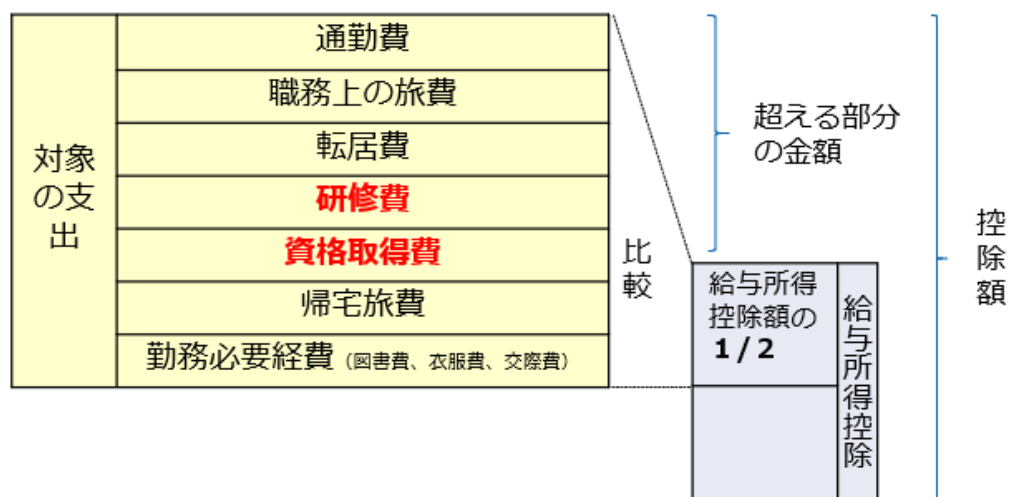 対象
の支
出
通勤費
職務上の旅費
転居費
研修費
資格取得費
帰宅旅費
勤務必要経費（図書費、衣服費、交際費）
比
較
超える部分
の金額
給与所得
控除額の
1/2
給与所得控除
控
除
額